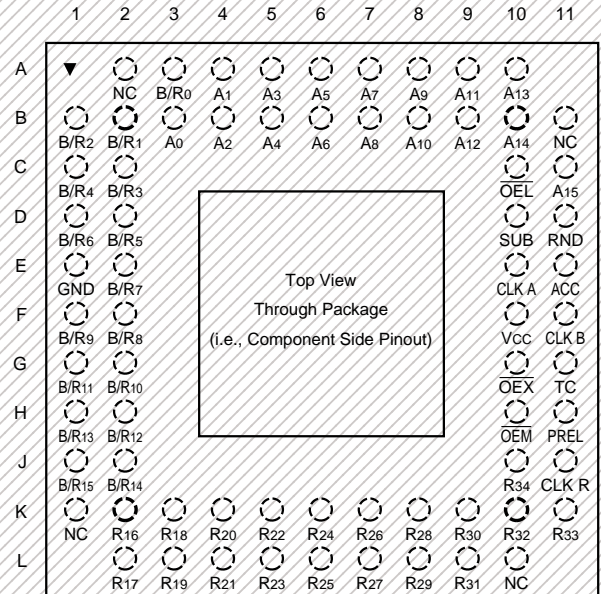 1 2 3 4 5 6 7 8 9 10 11
A
NC B/R0 A1 A3 A5 A7 A9 A11 A13
B
B/R2 B/R1 A0 A2 A4 A6 A8 A10 A12 A14 NC
C
B/R4 B/R3 OEL A15
D
B/R6 B/R5 SUB RND
E
GND B/R7 CLK A ACC
F
B/R9 B/R8 VCC CLK B
G
B/R11 B/R10 OEX TC
H
B/R13 B/R12 OEM PREL
J
B/R15 B/R14 R34 CLK R
K
NC R16 R18 R20 R22 R24 R26 R28 R30 R32 R33
L
R17 R19 R21 R23 R25 R27 R29 R31 NC
Top View
Through Package
(i.e., Component Side Pinout)